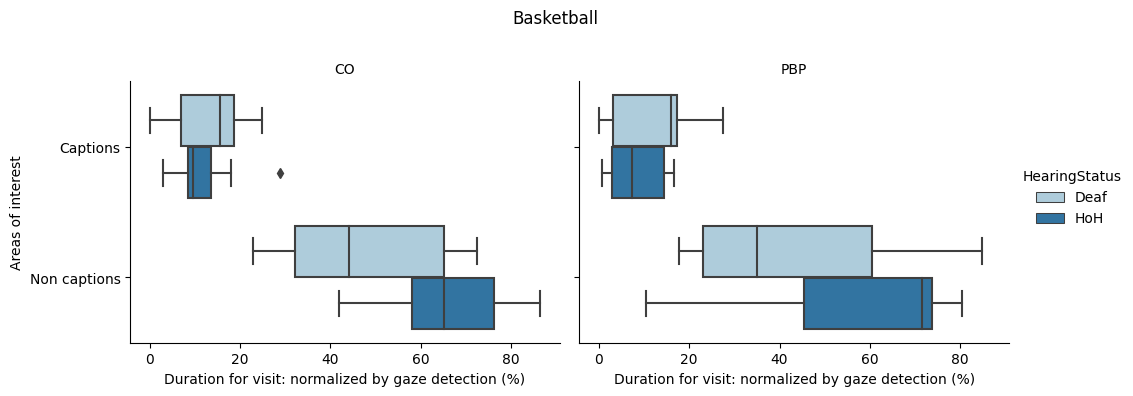 Basketball
CO
PBP
Areas of interest
Captions
Non captions
0 20 40 60 80
0 20 40 60 80
Duration for visit: normalized by gaze detection (%)
Duration for visit: normalized by gaze detection (%)
HearingStatus
Deaf
HoH